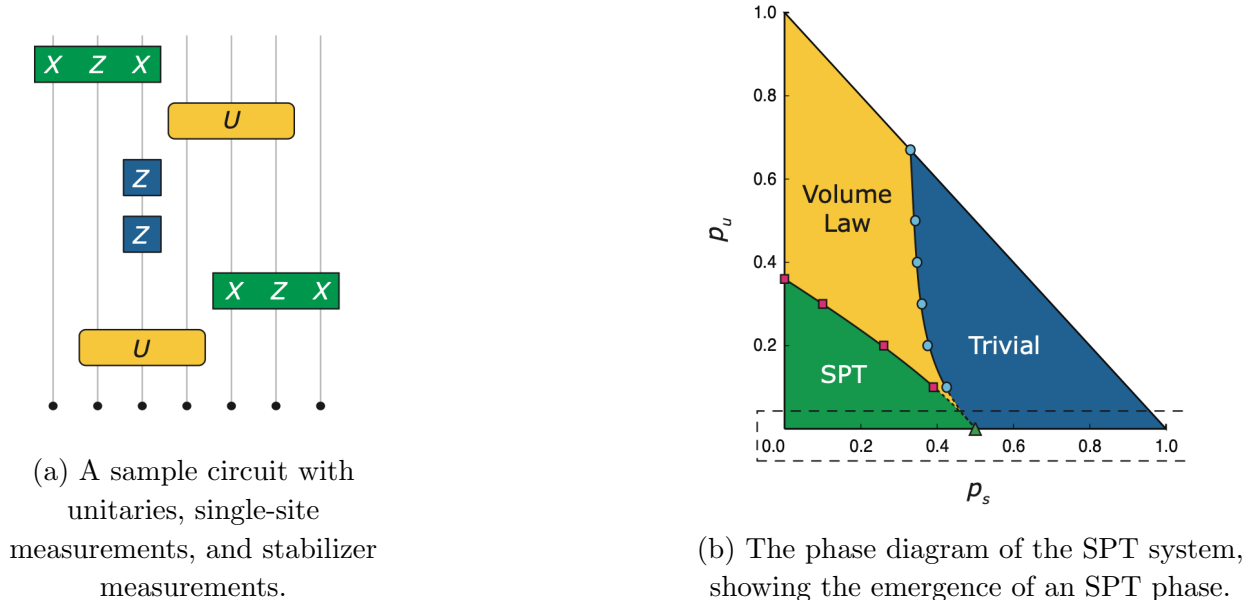 X Z X
U
Z
Z
X Z X
U
(a) A sample circuit with
unitaries, single-site
measurements, and stabilizer
measurements.
1.0
0.8
0.6
0.4
0.2
p_u
Volume
Law
Trivial
SPT
0.0 0.2 0.4 0.6 0.8 1.0
p_s
(b) The phase diagram of the SPT system,
showing the emergence of an SPT phase.